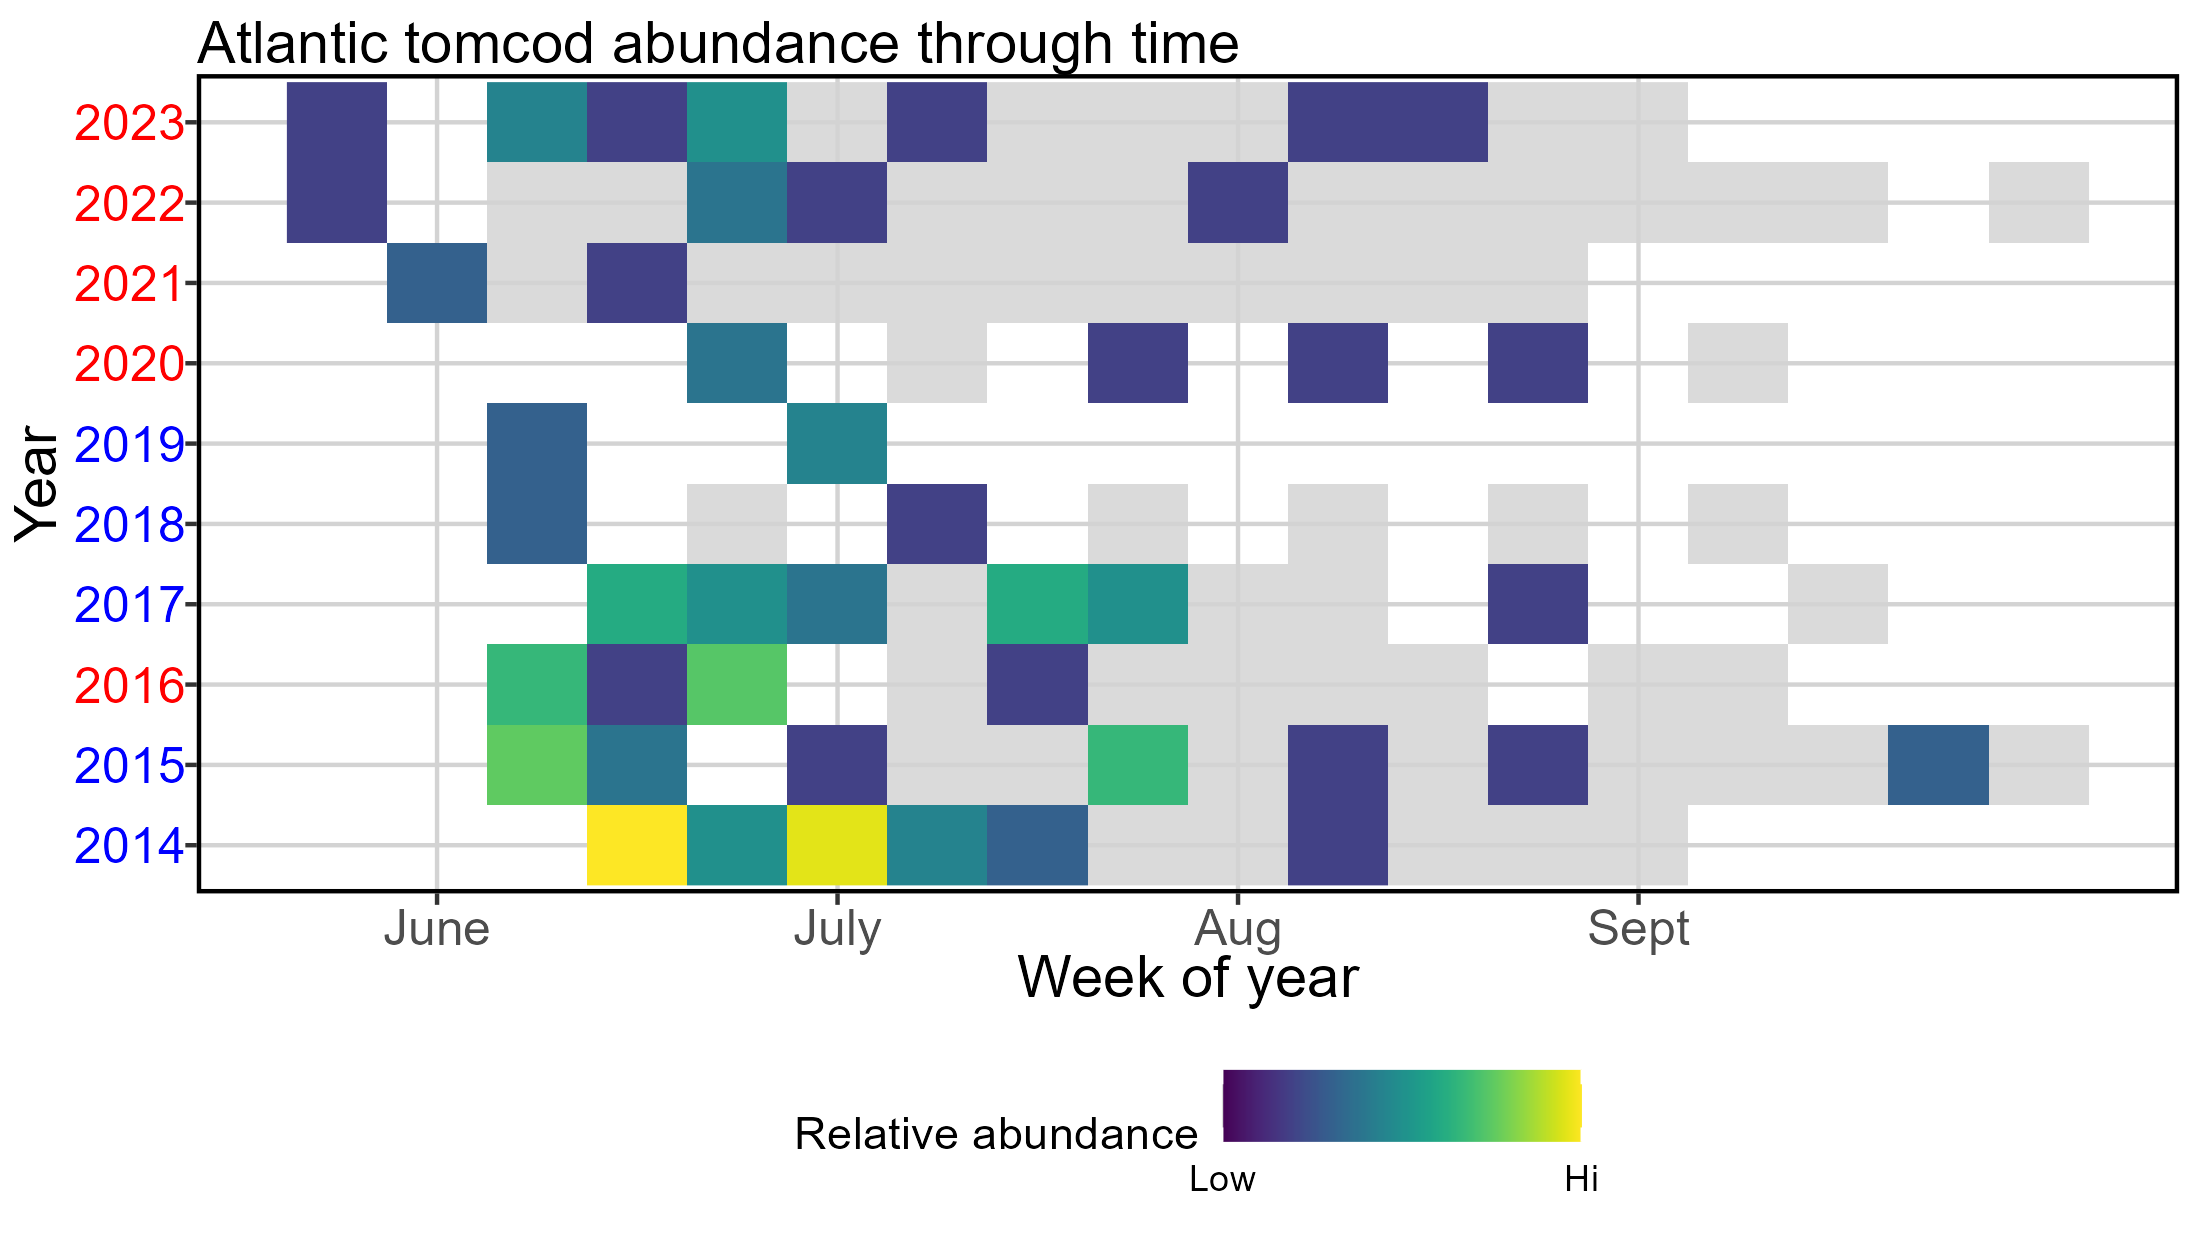 Atlantic tomcod abundance through time
Year
2023
2022
2021
2020
2019
2018
2017
2016
2015
2014
June July Aug Sept
Week of year
Relative abundance
Low Hi